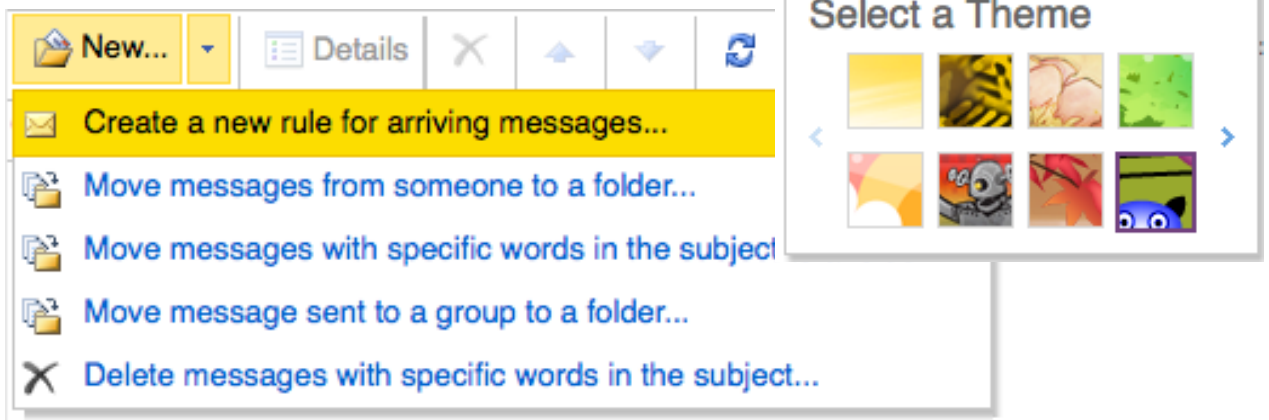 New...
Details
Select a Theme
Create a new rule for arriving messages...
Move messages from someone to a folder...
Move messages with specific words in the subject
Move message sent to a group to a folder...
Delete messages with specific words in the subject...